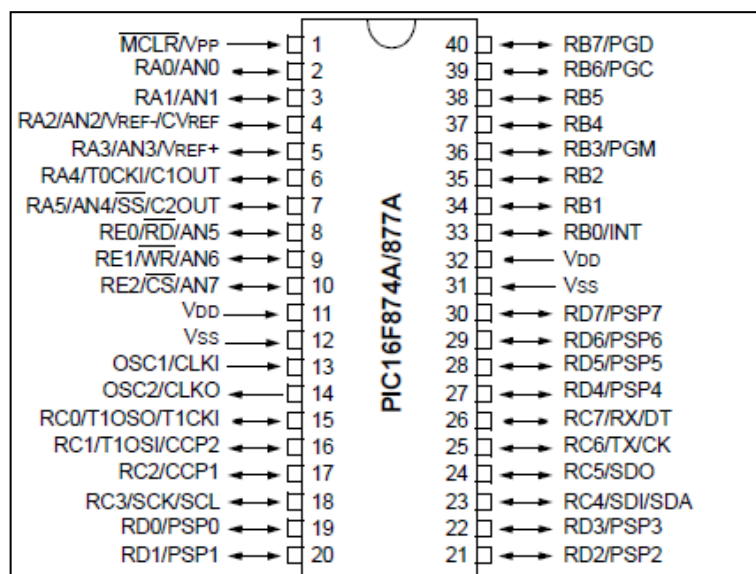 MCLR/VPP 1 40 RB7/PGD
RA0/AN0 2 39 RB6/PGC
RA1/AN1 3 38 RB5
RA2/AN2/VREF-/CVREF 4 37 RB4
RA3/AN3/VREF+ 5 36 RB3/PGM
RA4/T0CKI/C1OUT 6 35 RB2
RA5/AN4/SS/C2OUT 7 34 RB1
RE0/RD/AN5 8 33 RB0/INT
RE1/WR/AN6 9 32 VDD
RE2/CS/AN7 10 31 VSS
VDD 11 30 RD7/PSP7
VSS 12 29 RD6/PSP6
OSC1/CLKI 13 28 RD5/PSP5
OSC2/CLKO 14 27 RD4/PSP4
RC0/T1OSO/T1CKI 15 26 RC7/RX/DT
RC1/T1OSI/CCP2 16 25 RC6/TX/CK
RC2/CCP1 17 24 RC5/SDO
RC3/SCK/SCL 18 23 RC4/SDI/SDA
RD0/PSP0 19 22 RD3/PSP3
RD1/PSP1 20 21 RD2/PSP2
PIC16F874A/877A